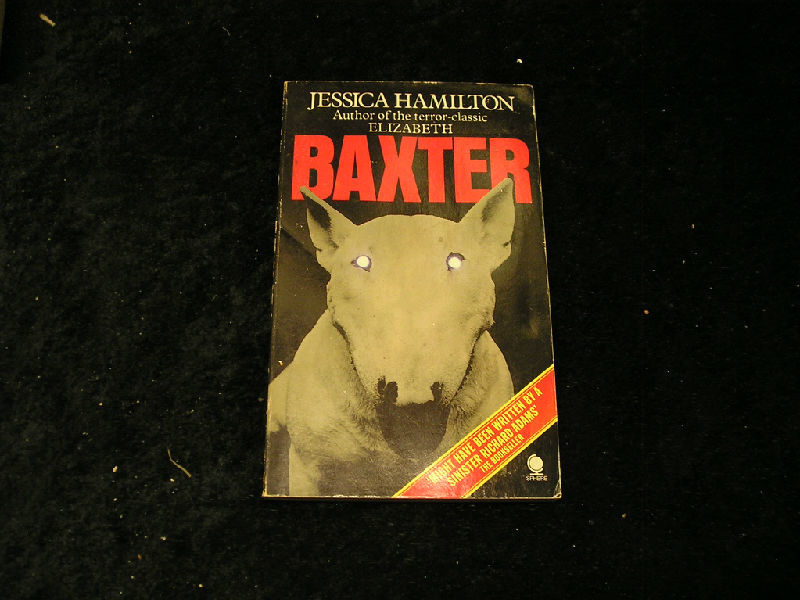 JESSICA HAMILTON
Author of the terror-classic
ELIZABETH
BAXTER
'MIGHT HAVE BEEN WRITTEN BY A
SINISTER RICHARD ADAMS'
THE BOOKSELLER
SPHERE